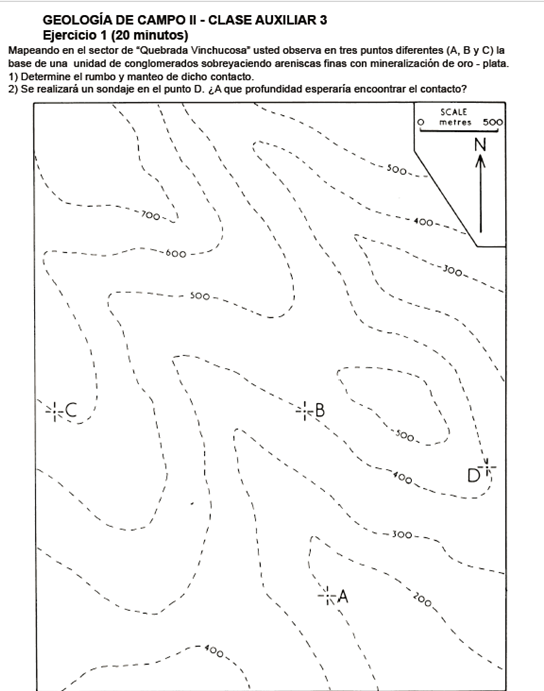 GEOLOGÍA DE CAMPO II - CLASE AUXILIAR 3
Ejercicio 1 (20 minutos)
Mapeando en el sector de "Quebrada Vinchucosa" usted observa en tres puntos diferentes (A, B y C) la
base de una unidad de conglomerados sobreyaciendo areniscas finas con mineralización de oro - plata.
1) Determine el rumbo y manteo de dicho contacto.
2) Se realizará un sondaje en el punto D. ¿A que profundidad esperaría encoontrar el contacto?
SCALE
0 metres 500
N
500
700
400
600
300
500
C
B
500
D
400
300
A
200
400